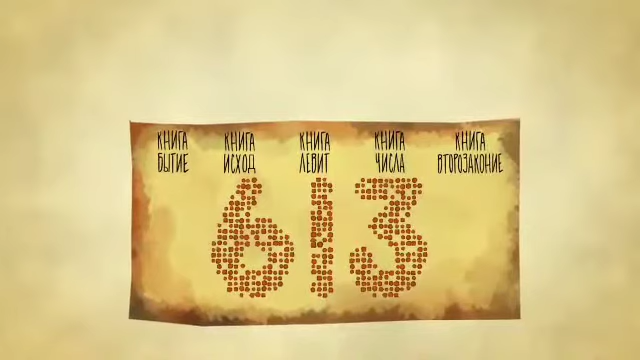 КНИГА БЫТИЕ
КНИГА ИСХОД
КНИГА ЛЕВИТ
КНИГА ЧИСЛА
КНИГА ВТОРОЗАКОНИЕ
613